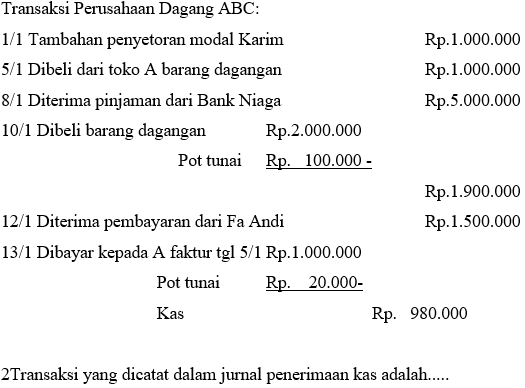 Transaksi Perusahaan Dagang ABC:
1/1 Tambahan penyetoran modal Karim Rp.1.000.000
5/1 Dibeli dari toko A barang dagangan Rp.1.000.000
8/1 Diterima pinjaman dari Bank Niaga Rp.5.000.000
10/1 Dibeli barang dagangan Rp.2.000.000
Pot tunai Rp. 100.000 -
Rp.1.900.000
12/1 Diterima pembayaran dari Fa Andi Rp.1.500.000
13/1 Dibayar kepada A faktur tgl 5/1 Rp.1.000.000
Pot tunai Rp. 20.000-
Kas Rp. 980.000
2Transaksi yang dicatat dalam jurnal penerimaan kas adalah.....